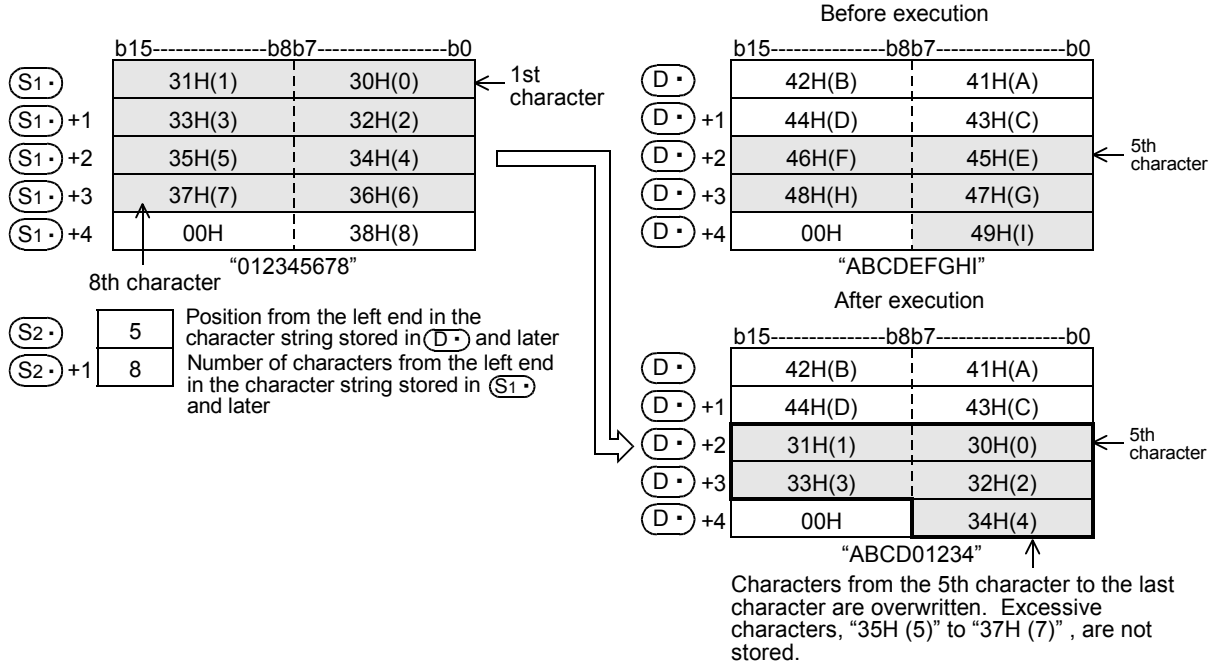 b15---------------b8b7-----------------b0
S1· 31H(1) 30H(0) 1st character
S1· +1 33H(3) 32H(2)
S1· +2 35H(5) 34H(4)
S1· +3 37H(7) 36H(6)
S1· +4 00H 38H(8)
“012345678”
8th character
S2· 5 Position from the left end in the
character string stored in D· and later
S2· +1 8 Number of characters from the left end
in the character string stored in S1·
and later
Before execution
b15---------------b8b7-----------------b0
D· 42H(B) 41H(A)
D· +1 44H(D) 43H(C)
D· +2 46H(F) 45H(E) 5th character
D· +3 48H(H) 47H(G)
D· +4 00H 49H(I)
“ABCDEFGHI”
After execution
b15---------------b8b7-----------------b0
D· 42H(B) 41H(A)
D· +1 44H(D) 43H(C)
D· +2 31H(1) 30H(0) 5th character
D· +3 33H(3) 32H(2)
D· +4 00H 34H(4)
“ABCD01234”
Characters from the 5th character to the last
character are overwritten. Excessive
characters, “35H (5)” to “37H (7)” , are not
stored.